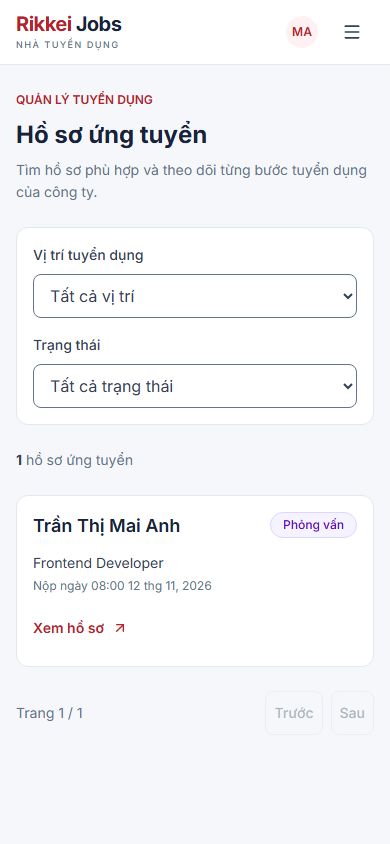 Rikkei Jobs
NHÀ TUYỂN DỤNG
MA
QUẢN LÝ TUYỂN DỤNG
Hồ sơ ứng tuyển
Tìm hồ sơ phù hợp và theo dõi từng bước tuyển dụng
của công ty.
Vị trí tuyển dụng
Tất cả vị trí
Trạng thái
Tất cả trạng thái
1 hồ sơ ứng tuyển
Trần Thị Mai Anh
Phỏng vấn
Frontend Developer
Nộp ngày 08:00 12 thg 11, 2026
Xem hồ sơ
Trang 1 / 1
Trước
Sau